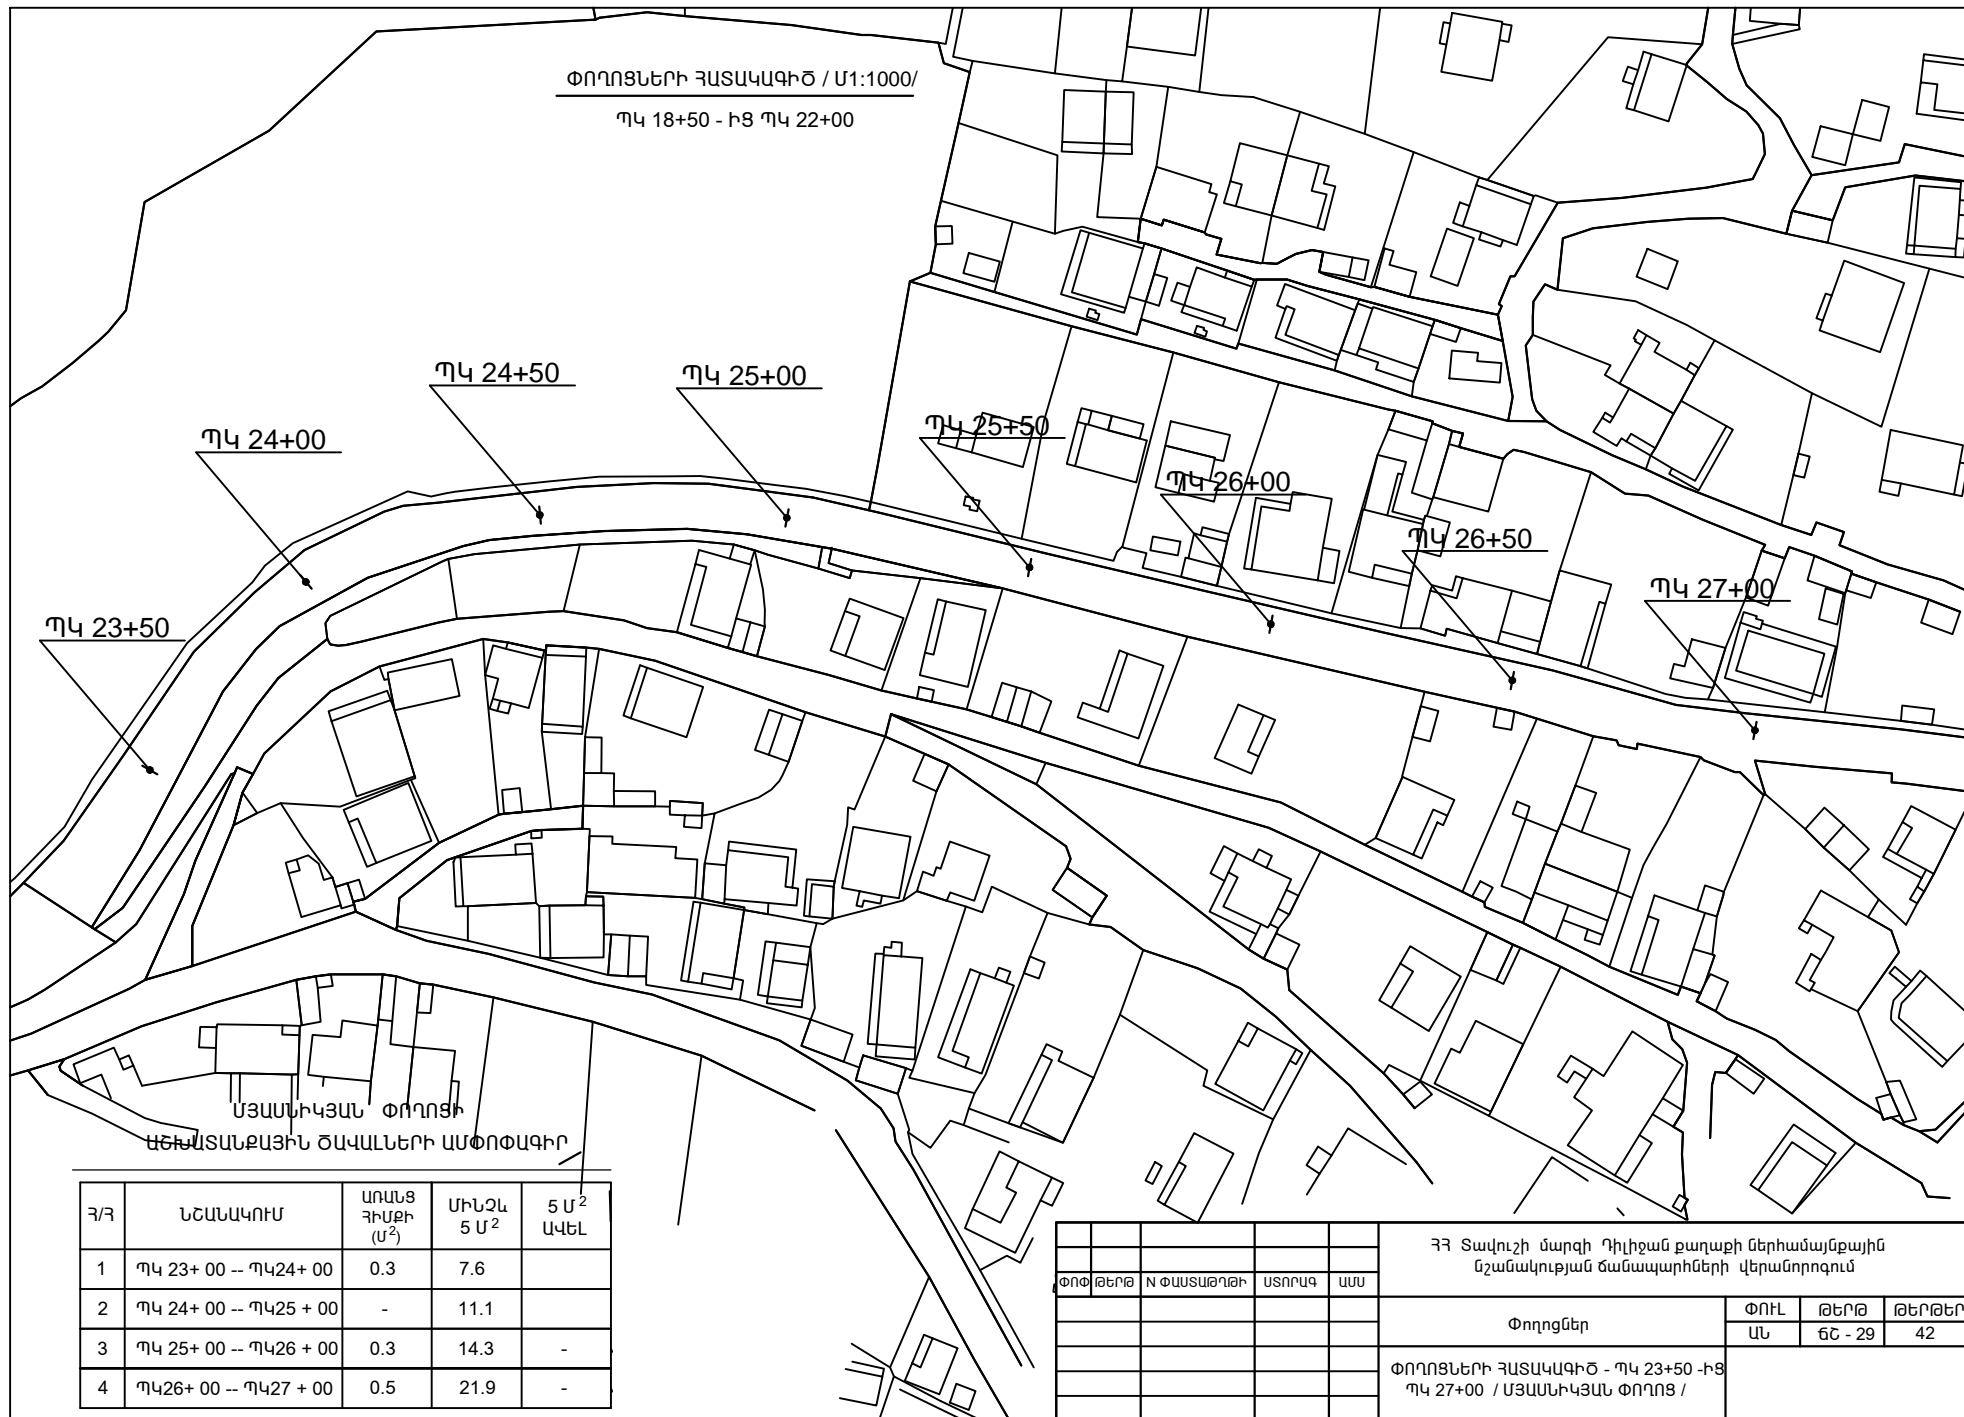 ՓՈՂՈՑՆԵՐԻ ՀԱՏԱԿԱԳԻԾ / Մ1:1000/
ՊԿ 18+50 - ԻՑ ՊԿ 22+00
ՊԿ 24+50
ՊԿ 25+00
ՊԿ 24+00
ՊԿ 25+50
ՊԿ 26+00
ՊԿ 26+50
ՊԿ 27+00
ՊԿ 23+50
ՄՅԱՍՆԻԿՅԱՆ ՓՈՂՈՑԻ
ԱՇԽԱՏԱՆՔԱՅԻՆ ԾԱՎԱԼՆԵՐԻ ԱՄՓՈՓԱԳԻՐ
Հ/Հ ՆՇԱՆԱԿՈՒՄ ԱՌԱՆՑ ՀԻՄՔԻ (Մ²) ՄԻՆՉև 5 Մ² 5 Մ² ԱՎԵԼ
1 ՊԿ 23+ 00 -- ՊԿ24+ 00 0.3 7.6
2 ՊԿ 24+ 00 -- ՊԿ25 + 00 - 11.1
3 ՊԿ 25+ 00 -- ՊԿ26 + 00 0.3 14.3 -
4 ՊԿ26+ 00 -- ՊԿ27 + 00 0.5 21.9 -
ՀՀ Տավուշի մարզի Դիլիջան քաղաքի ներհամայնքային
նշանակության ճանապարհների վերանորոգում
ՓՈՓ ԹԵՐԹ N ՓԱՍՏԱԹՂԹԻ ՍՏՈՐԱԳ ԱՄՍ
Փողոցներ
ՓՈՒԼ ԹԵՐԹ ԹԵՐԹԵՐ
ԱՆ ՃՇ - 29 42
ՓՈՂՈՑՆԵՐԻ ՀԱՏԱԿԱԳԻԾ - ՊԿ 23+50 -ԻՑ
ՊԿ 27+00 / ՄՅԱՍՆԻԿՅԱՆ ՓՈՂՈՑ /